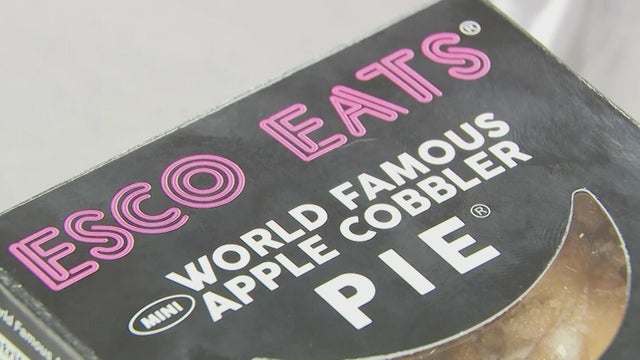 ESCO EATS®
WORLD FAMOUS
MINI APPLE COBBLER
PIE®